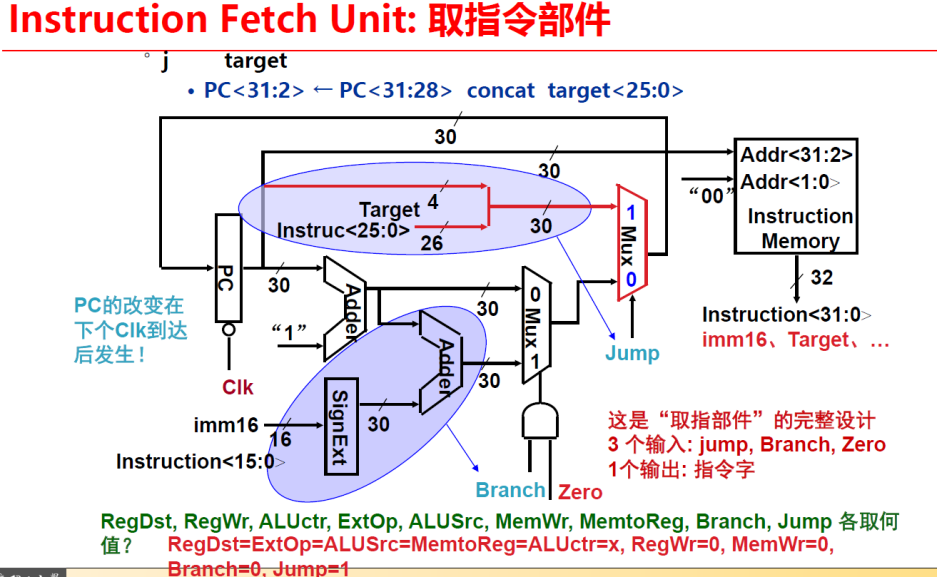 Instruction Fetch Unit: 取指令部件
° j target
• PC<31:2> ← PC<31:28> concat target<25:0>
30
30
Addr<31:2>
“00”
Addr<1:0>
Instruction
Memory
4
Target
Instruc<25:0>
26
30
1
Mux
0
PC
30
Adder
“1”
30
0
Mux
1
32
Instruction<31:0>
imm16、Target、…
PC的改变在
下个Clk到达
后发生！
Jump
Adder
30
Clk
SignExt
30
imm16
16
Instruction<15:0>
这是“取指部件”的完整设计
3 个输入: jump, Branch, Zero
1个输出: 指令字
Branch
Zero
RegDst, RegWr, ALUctr, ExtOp, ALUSrc, MemWr, MemtoReg, Branch, Jump 各取何
值？ RegDst=ExtOp=ALUSrc=MemtoReg=ALUctr=x, RegWr=0, MemWr=0,
Branch=0, Jump=1